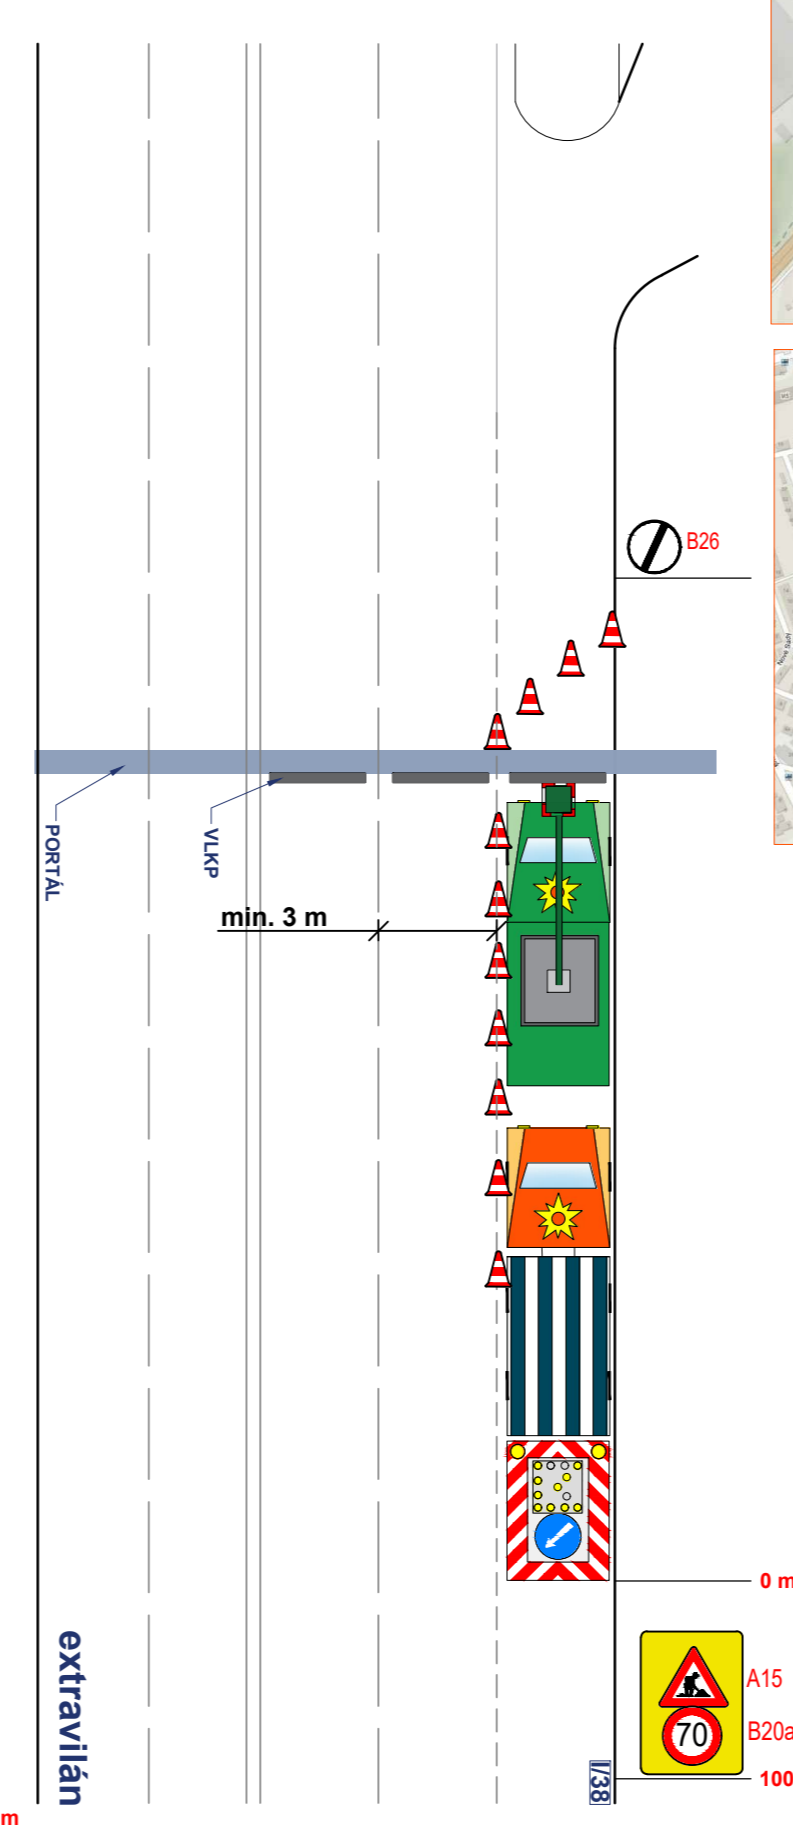 B26
PORTÁL
VLKP
min. 3 m
0 m
A15
70
B20a
100
I/38
extravilán
m